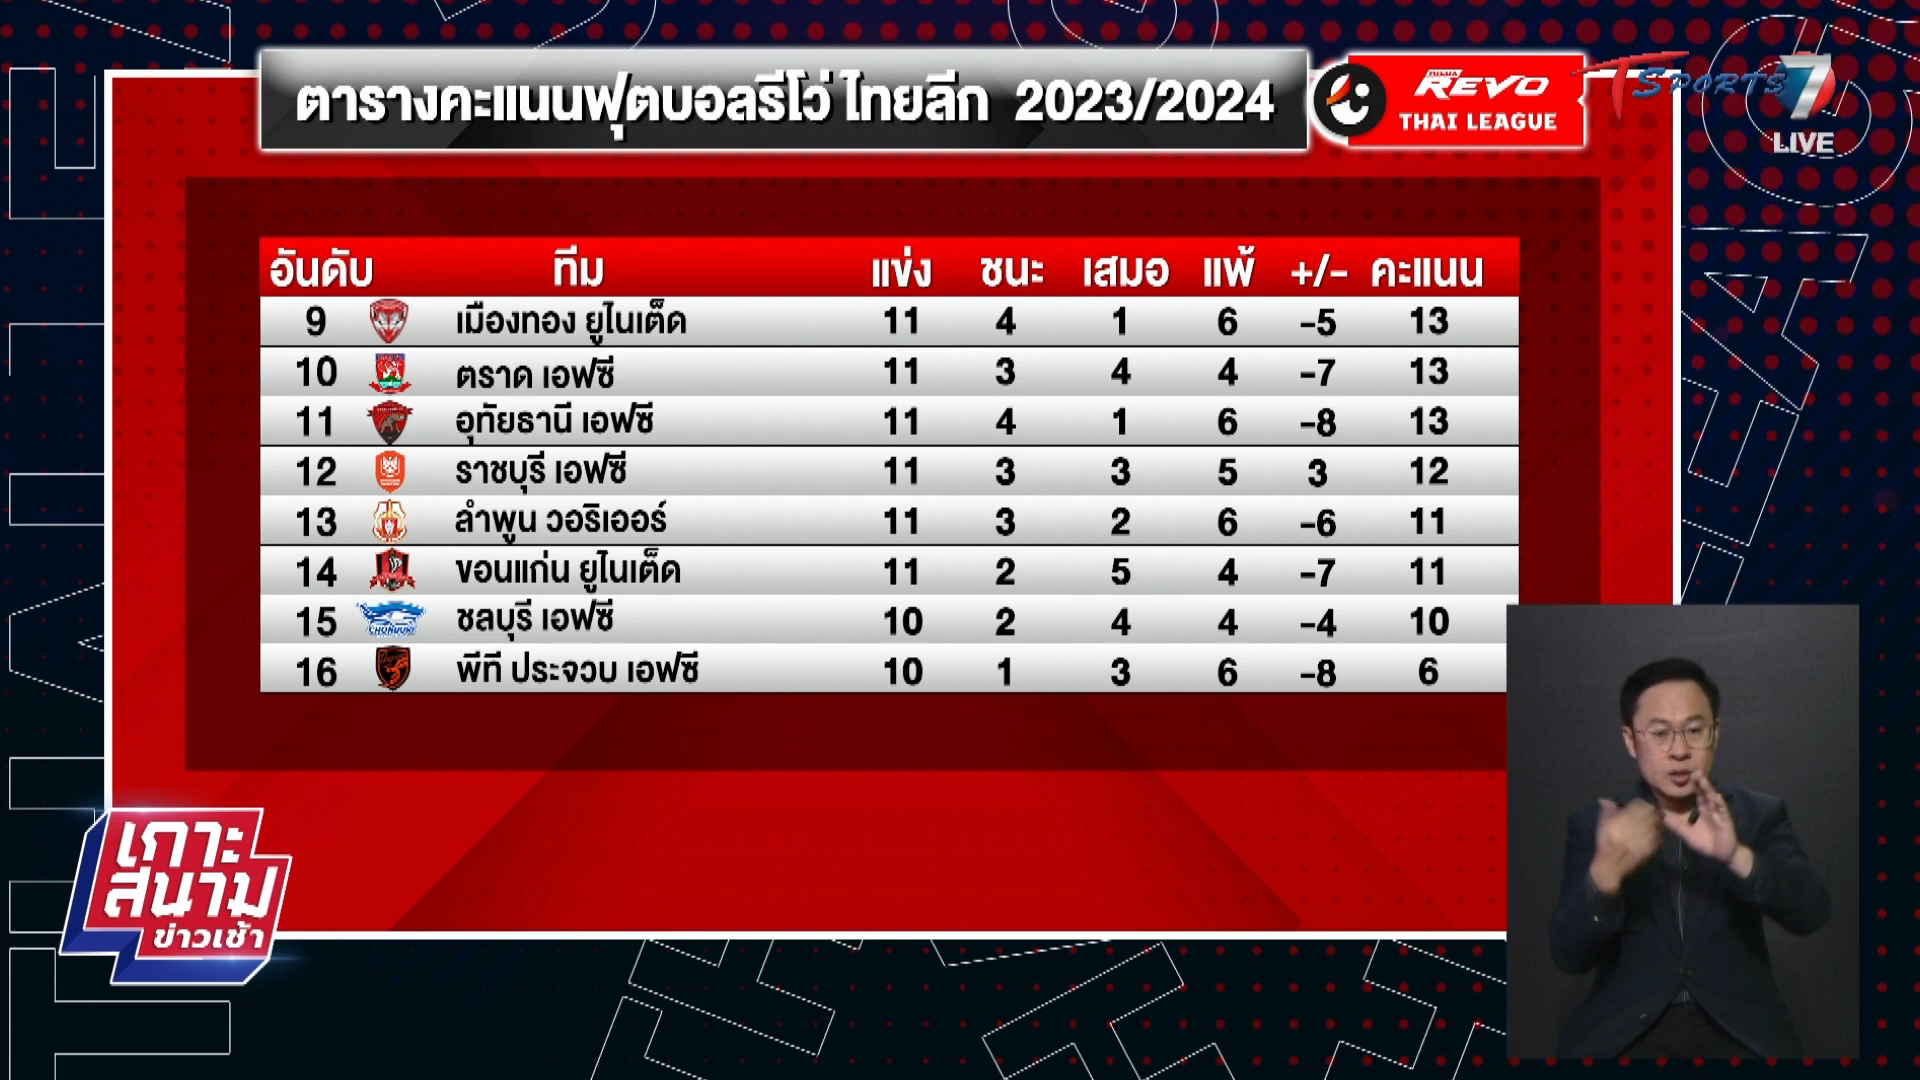 ตารางคะแนนฟุตบอลรีโว่ ไทยลีก 2023/2024
REVO
THAI LEAGUE
T SPORTS 7
LIVE
อันดับ ทีม แข่ง ชนะ เสมอ แพ้ +/- คะแนน
9 เมืองทอง ยูไนเต็ด 11 4 1 6 -5 13
10 ตราด เอฟซี 11 3 4 4 -7 13
11 อุทัยธานี เอฟซี 11 4 1 6 -8 13
12 ราชบุรี เอฟซี 11 3 3 5 3 12
13 ลำพูน วอริเออร์ 11 3 2 6 -6 11
14 ขอนแก่น ยูไนเต็ด 11 2 5 4 -7 11
15 ชลบุรี เอฟซี 10 2 4 4 -4 10
16 พีที ประจวบ เอฟซี 10 1 3 6 -8 6
เกาะ
สนาม
ข่าวเช้า